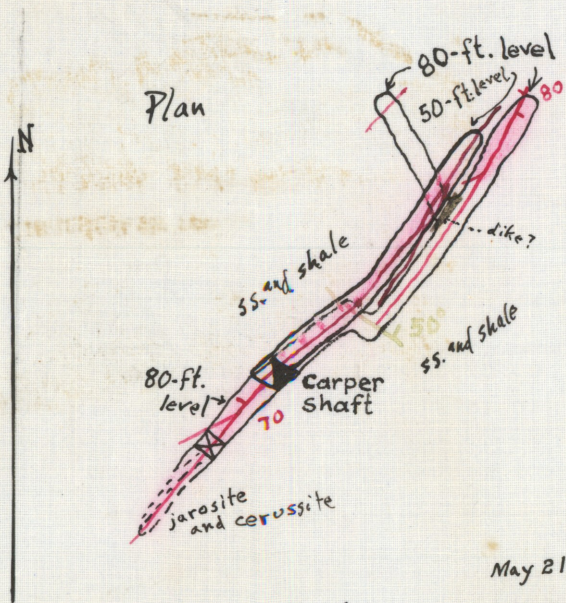 80-ft. level
50-ft. level
80
Plan
N
dike?
ss. and shale
50°
ss. and shale
80-ft.
level
Carper
shaft
70
jarosite
and cerussite
May 21